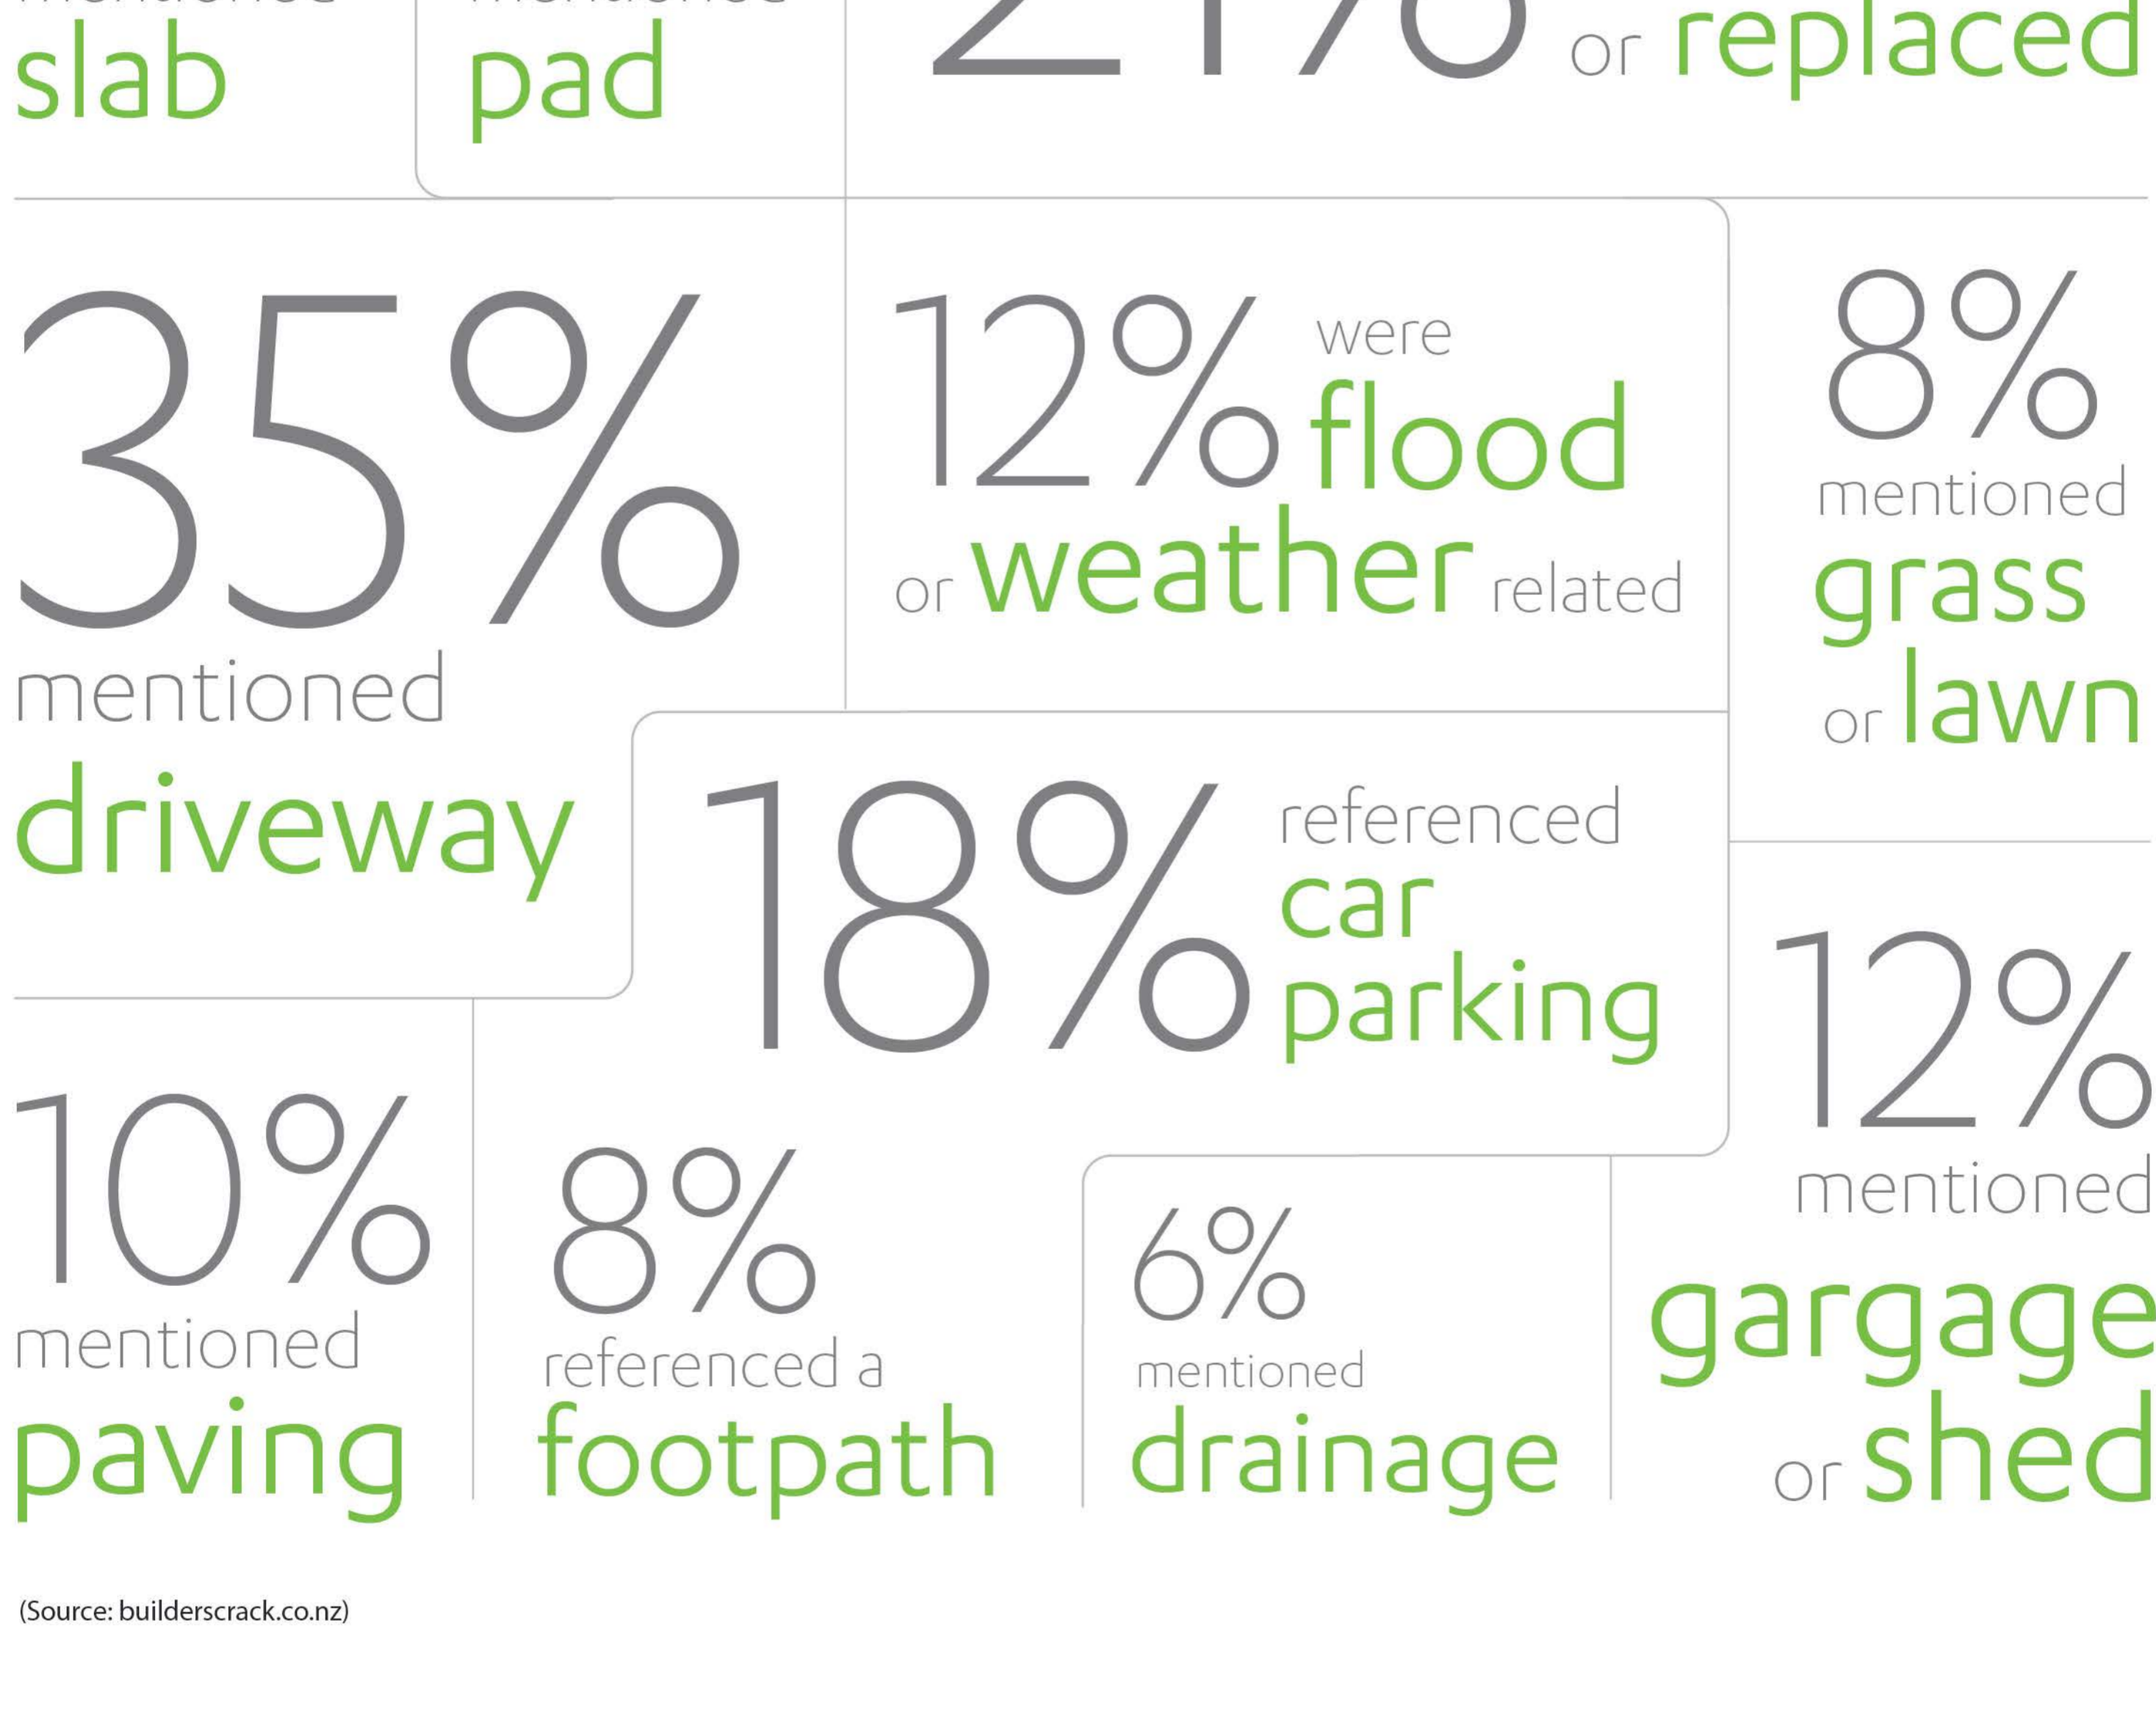 slab
pad
21%
or replaced
35%
mentioned
driveway
12% were
flood
or weather related
8%
mentioned
grass
or lawn
18% referenced
car
parking
12%
mentioned
gargage
or shed
10%
mentioned
paving
8%
referenced a
footpath
6%
mentioned
drainage
(Source: builderscrack.co.nz)